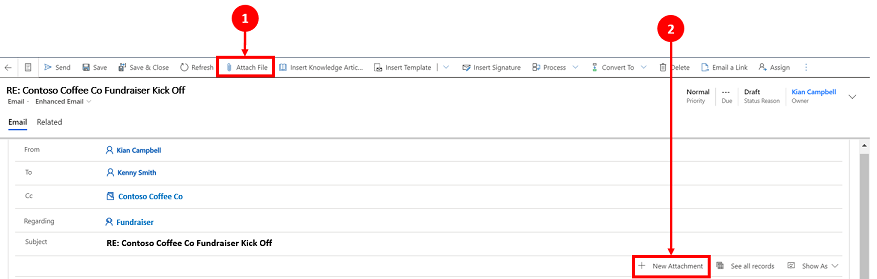 1
2
Send Save Save & Close Refresh Attach File Insert Knowledge Artic... Insert Template Insert Signature Process Convert To Delete Email a Link Assign
RE: Contoso Coffee Co Fundraiser Kick Off
Email · Enhanced Email
Normal --- Draft Kian Campbell
Priority Due Status Reason Owner
Email Related
From Kian Campbell
To Kenny Smith
Cc Contoso Coffee Co
Regarding Fundraiser
Subject RE: Contoso Coffee Co Fundraiser Kick Off
New Attachment See all records Show As